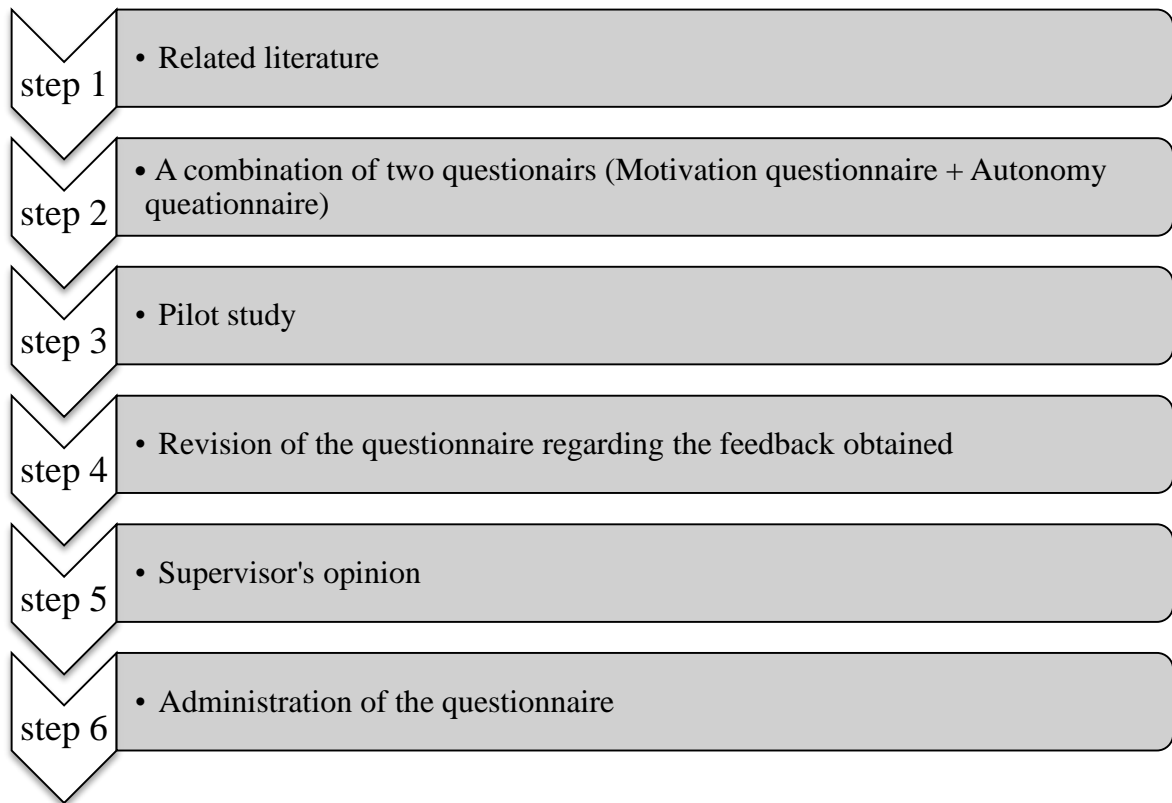 step 1
• Related literature
step 2
• A combination of two questionairs (Motivation questionnaire + Autonomy
queationnaire)
step 3
• Pilot study
step 4
• Revision of the questionnaire regarding the feedback obtained
step 5
• Supervisor's opinion
step 6
• Administration of the questionnaire